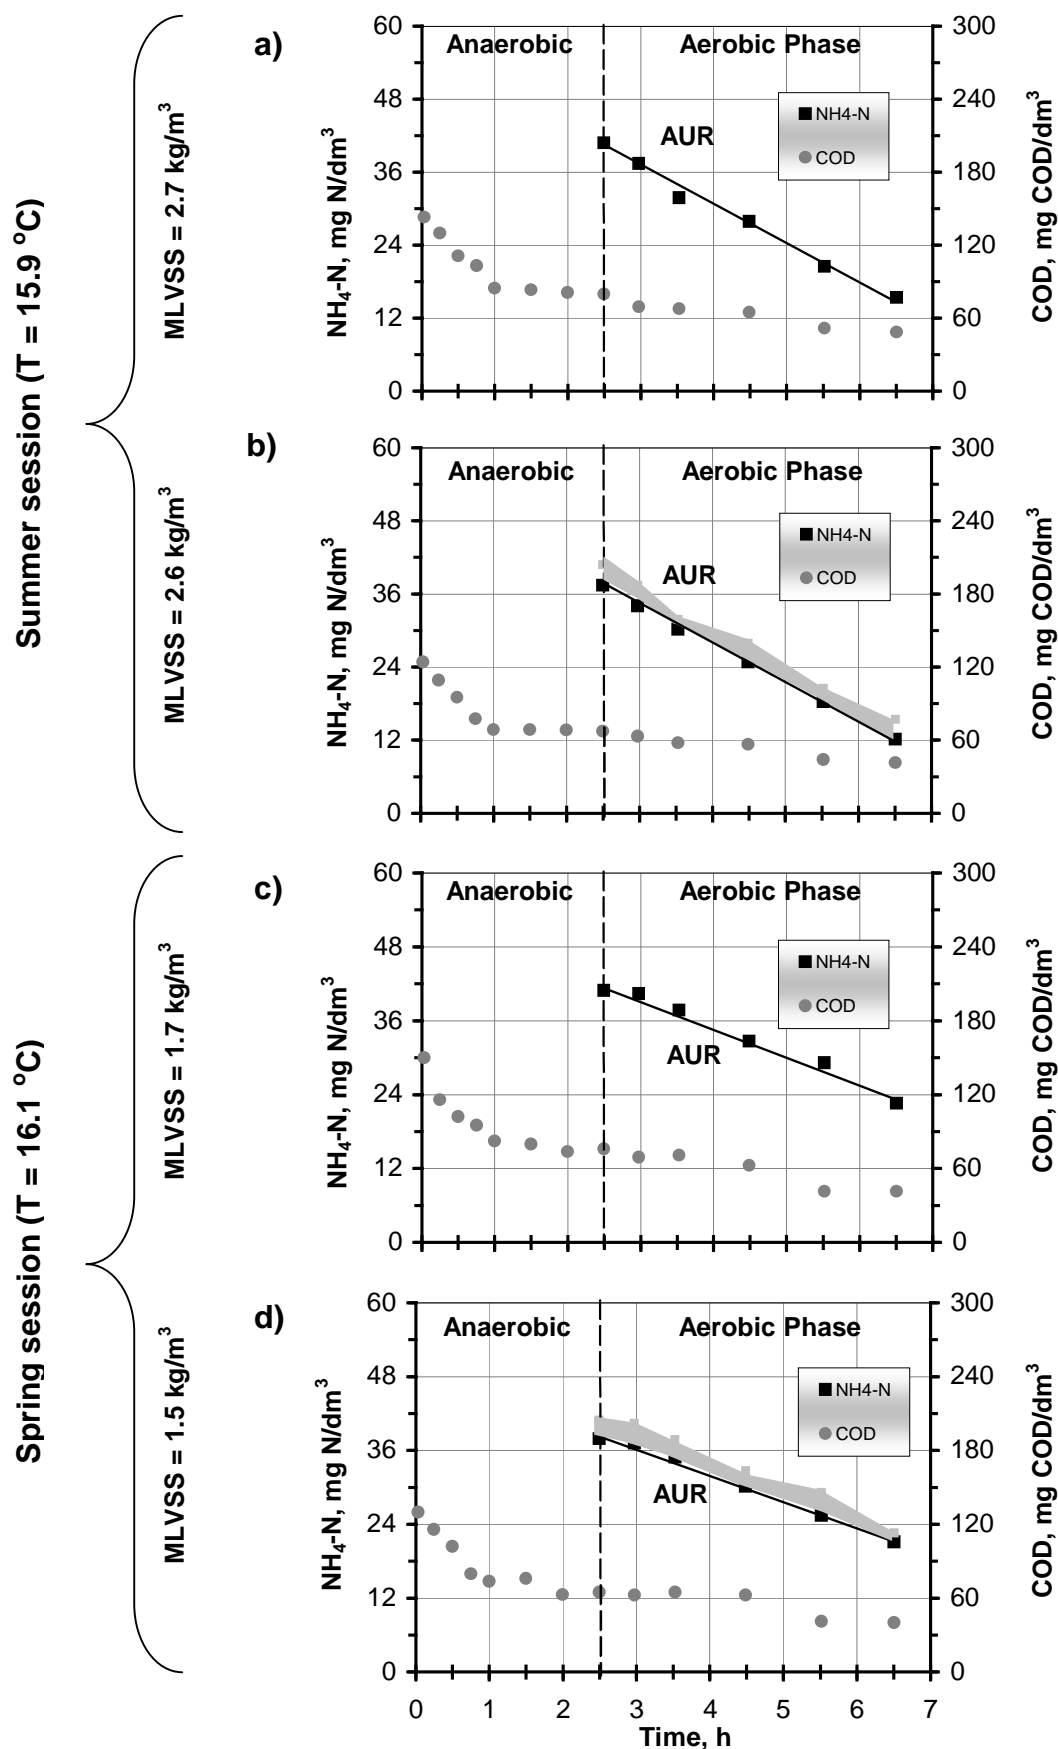 Summer session (T = 15.9 °C)
MLVSS = 2.7 kg/m³
a)
Anaerobic
Aerobic Phase
AUR
NH4-N
COD
NH₄-N, mg N/dm³
60
48
36
24
12
0
COD, mg COD/dm³
300
240
180
120
60
0
MLVSS = 2.6 kg/m³
b)
Anaerobic
Aerobic Phase
AUR
NH4-N
COD
NH₄-N, mg N/dm³
60
48
36
24
12
0
COD, mg COD/dm³
300
240
180
120
60
0
Spring session (T = 16.1 °C)
MLVSS = 1.7 kg/m³
c)
Anaerobic
Aerobic Phase
AUR
NH4-N
COD
NH₄-N, mg N/dm³
60
48
36
24
12
0
COD, mg COD/dm³
300
240
180
120
60
0
MLVSS = 1.5 kg/m³
d)
Anaerobic
Aerobic Phase
AUR
NH4-N
COD
NH₄-N, mg N/dm³
60
48
36
24
12
0
COD, mg COD/dm³
300
240
180
120
60
0
0 1 2 3 4 5 6 7
Time, h